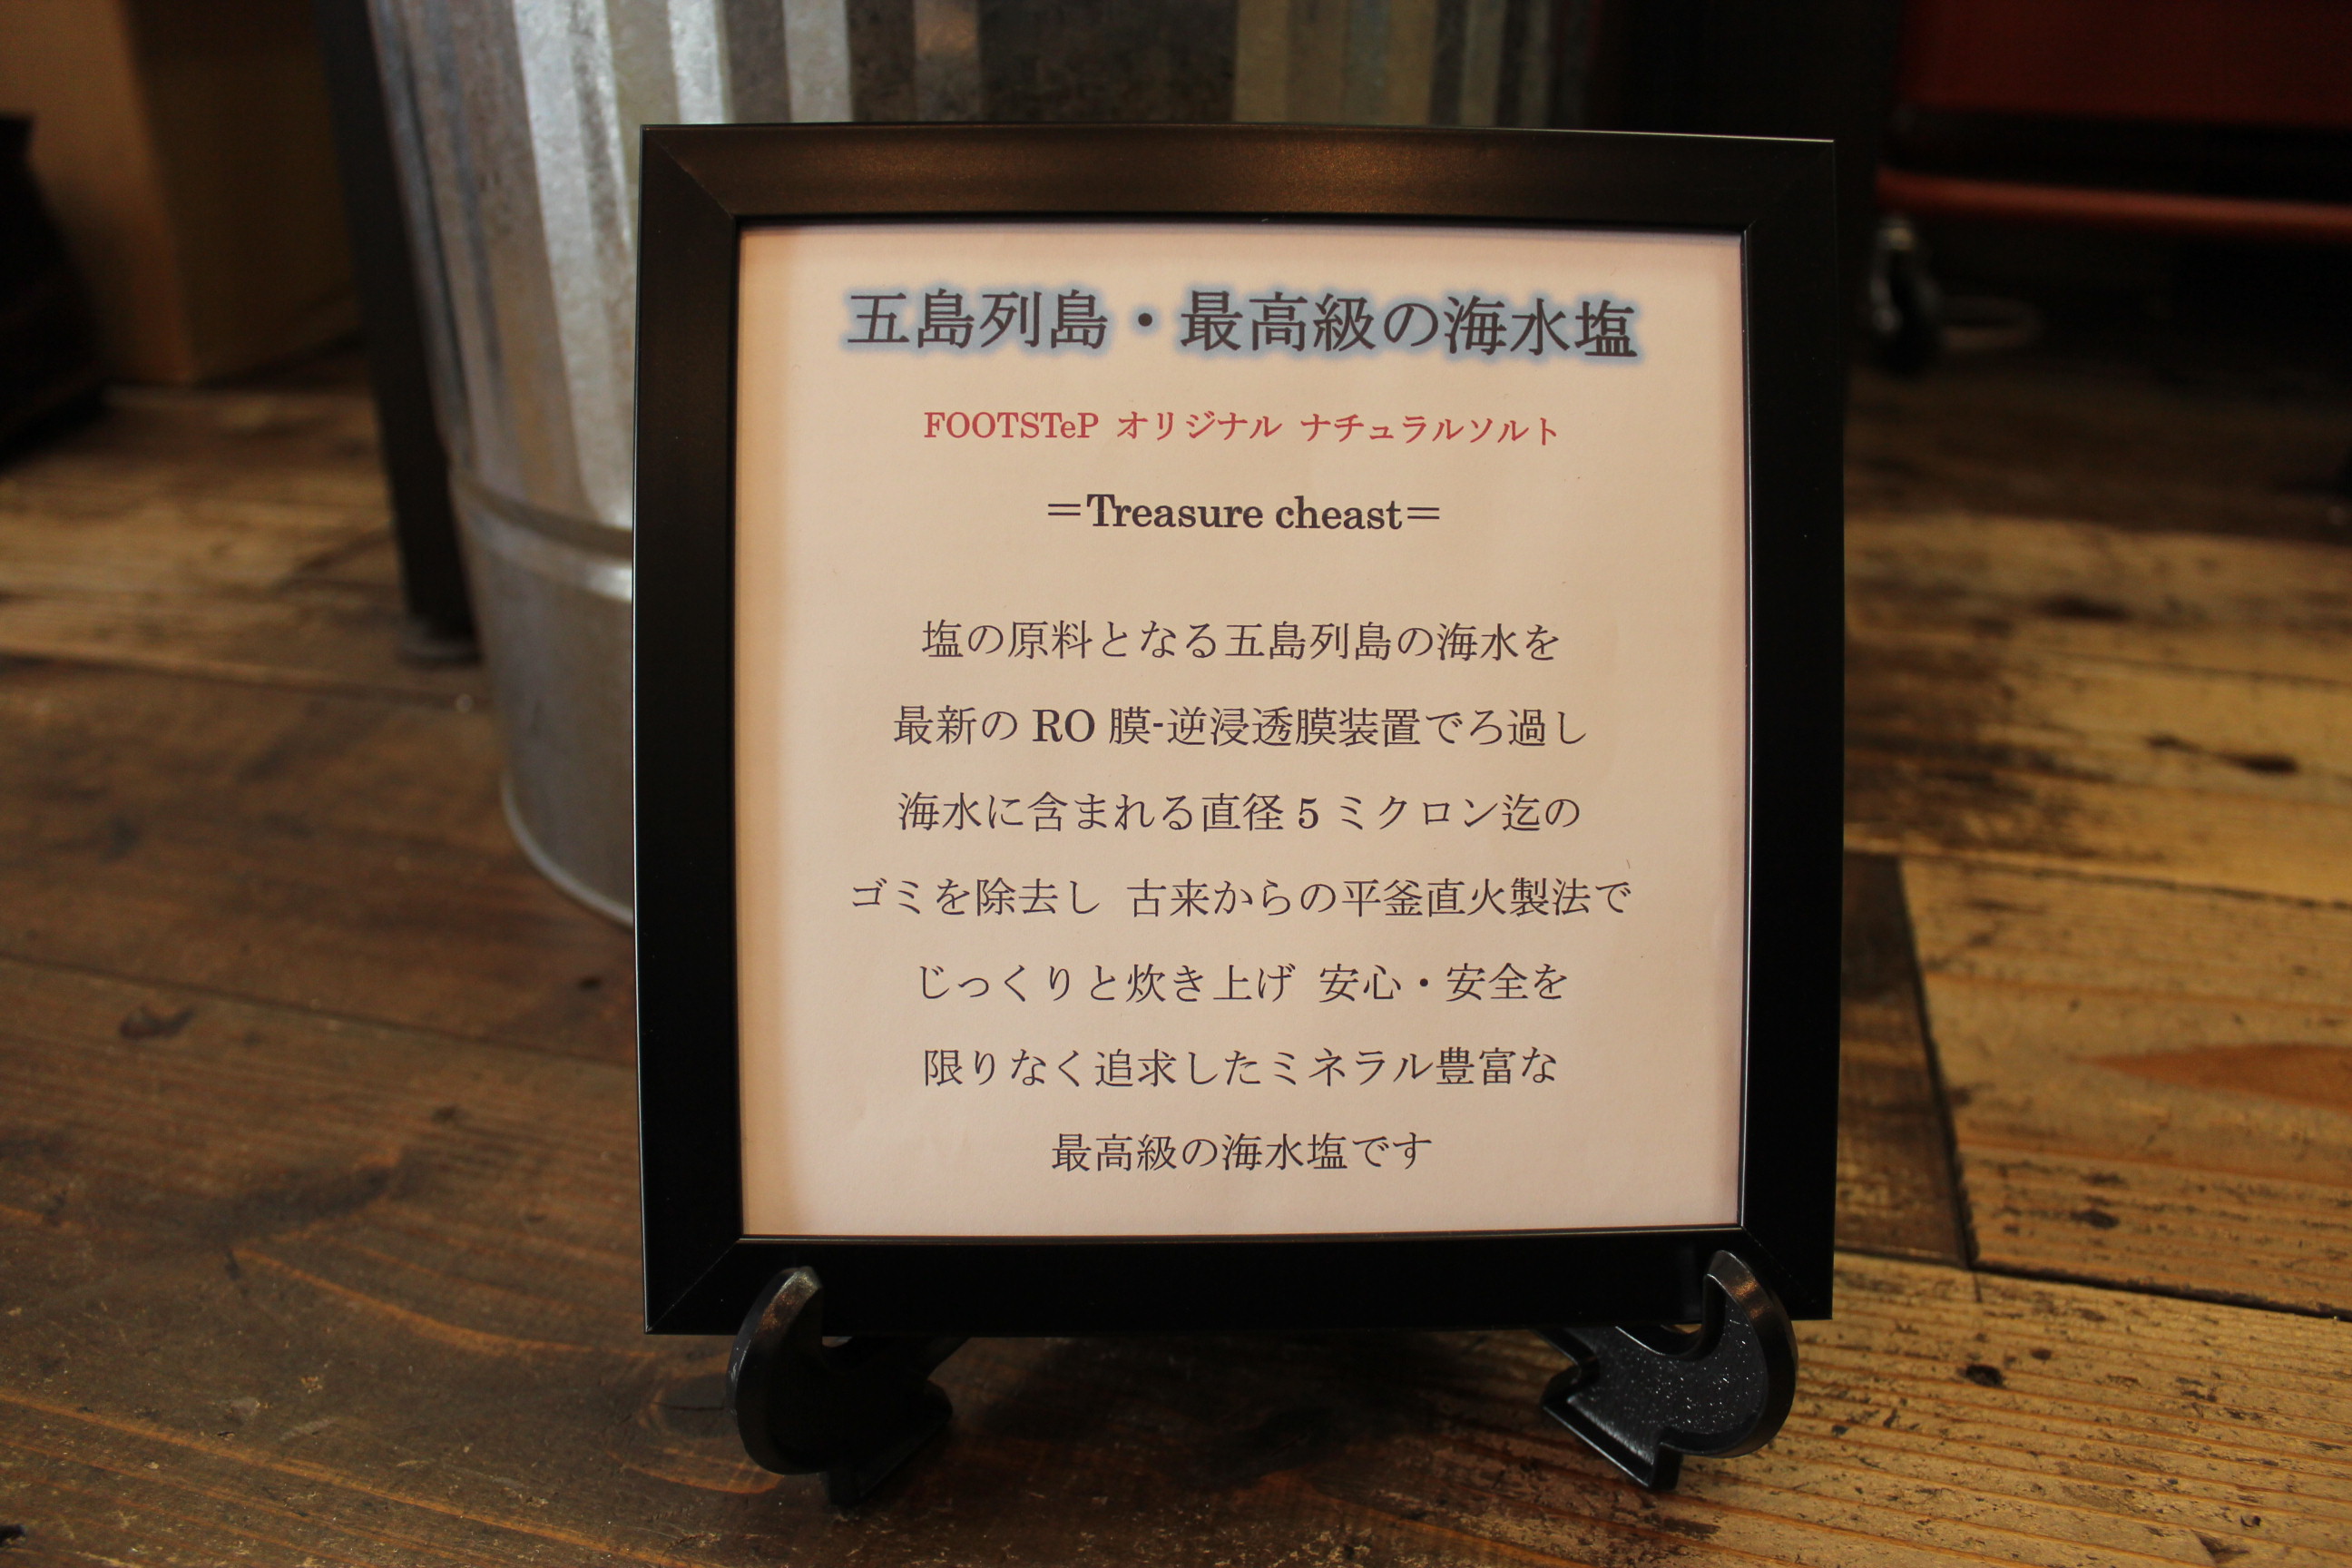 五島列島・最高級の海水塩
FOOTSTeP オリジナル ナチュラルソルト
＝Treasure cheast＝
塩の原料となる五島列島の海水を
最新の RO 膜-逆浸透膜装置でろ過し
海水に含まれる直径 5 ミクロン迄の
ゴミを除去し 古来からの平釜直火製法で
じっくりと炊き上げ 安心・安全を
限りなく追求したミネラル豊富な
最高級の海水塩です